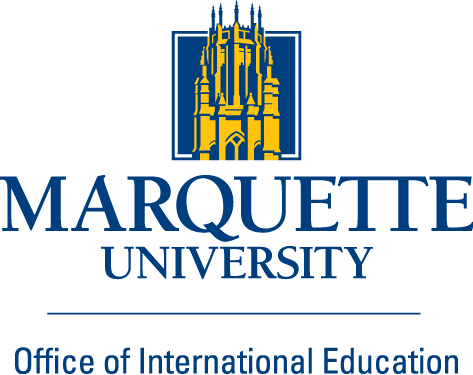 MARQUETTE
UNIVERSITY
Office of International Education